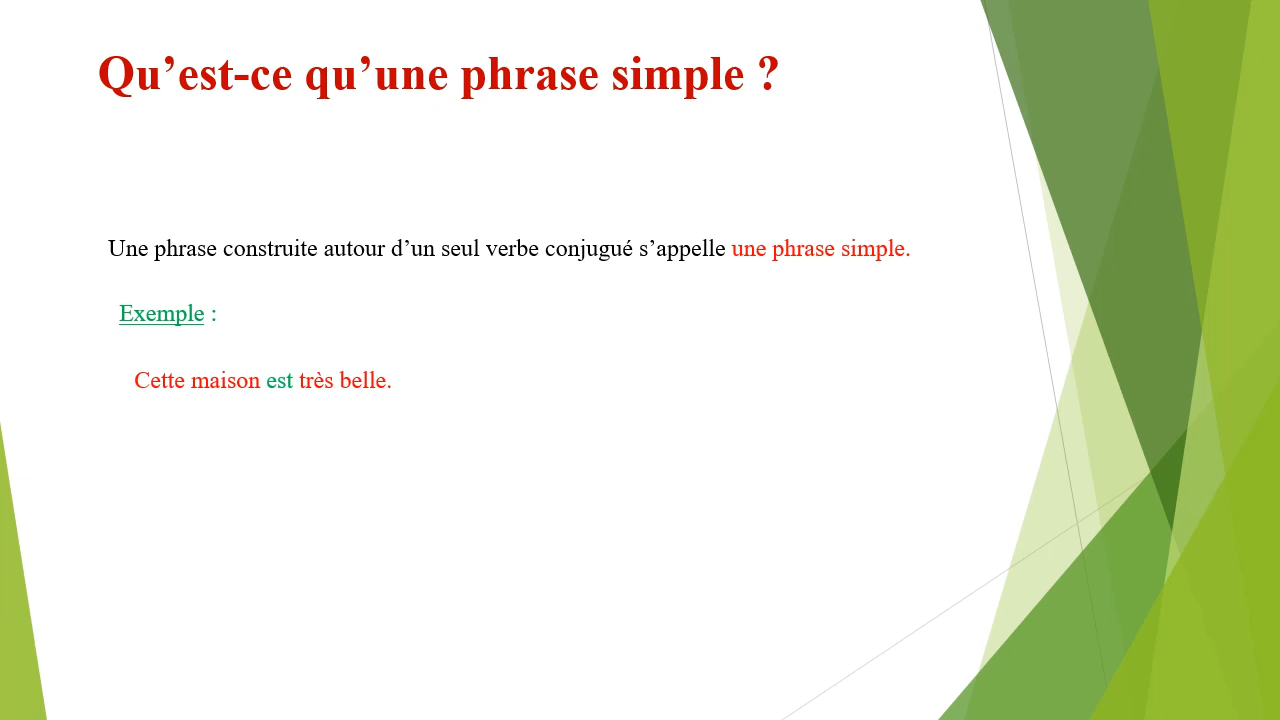 Qu’est-ce qu’une phrase simple ?
Une phrase construite autour d’un seul verbe conjugué s’appelle une phrase simple.
Exemple :
Cette maison est très belle.